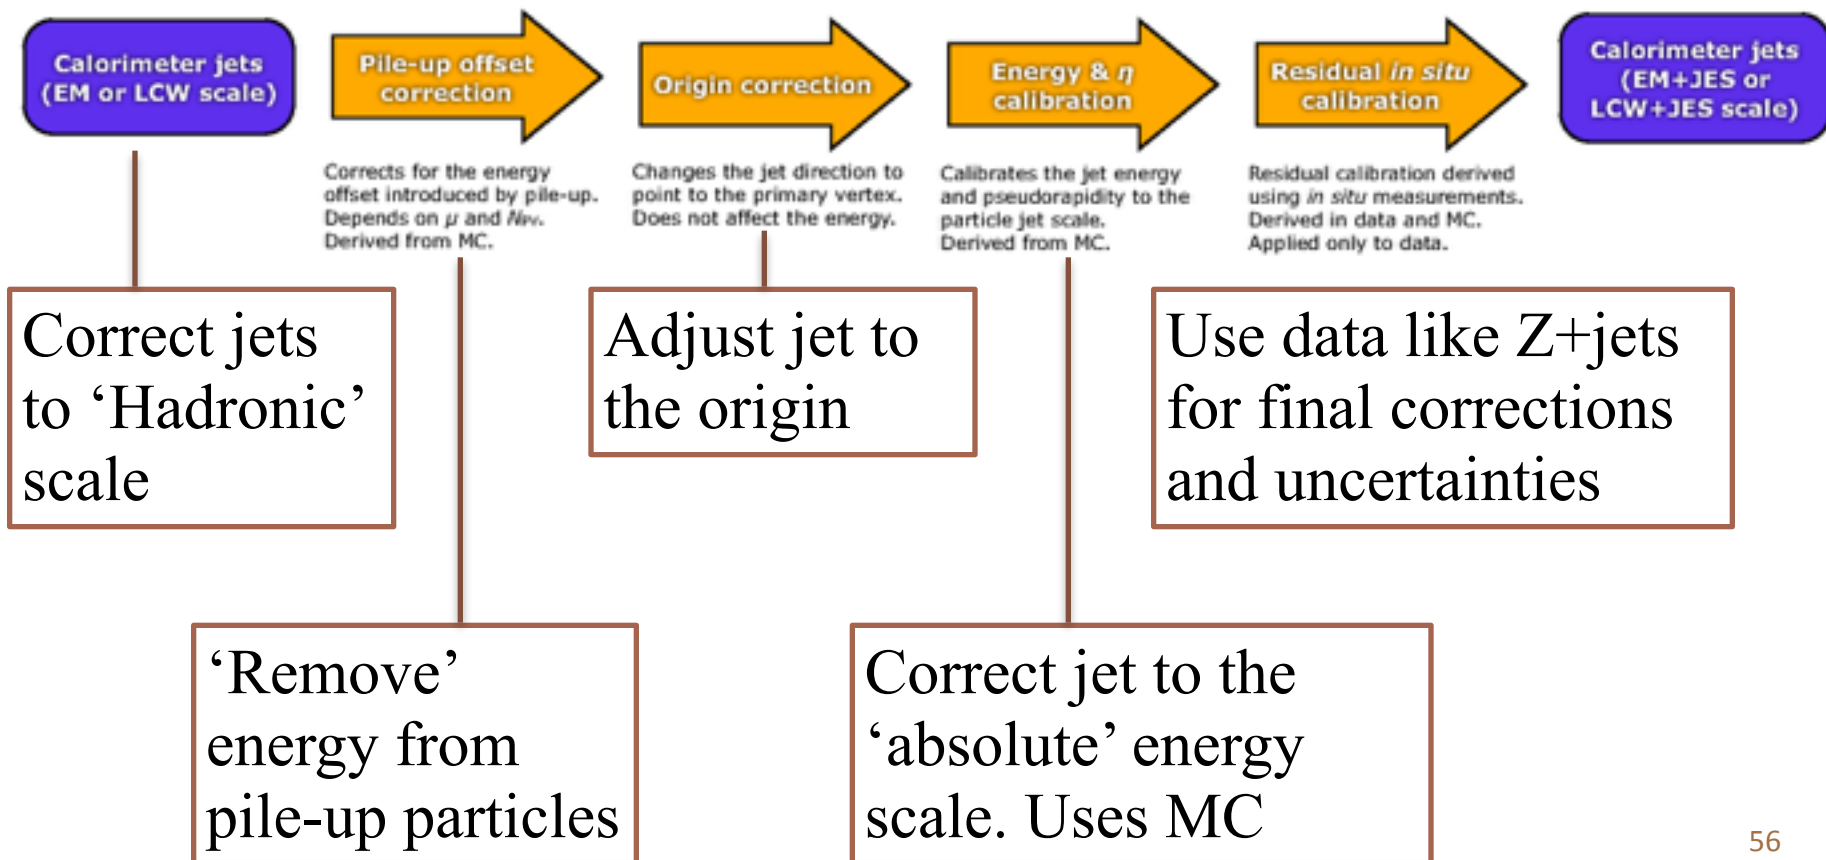 Calorimeter jets
(EM or LCW scale)
Pile-up offset
correction
Origin correction
Energy & η
calibration
Residual in situ
calibration
Calorimeter jets
(EM+JES or
LCW+JES scale)
Corrects for the energy
offset introduced by pile-up.
Depends on µ and NPV.
Derived from MC.
Changes the jet direction to
point to the primary vertex.
Does not affect the energy.
Calibrates the jet energy
and pseudorapidity to the
particle jet scale.
Derived from MC.
Residual calibration derived
using in situ measurements.
Derived in data and MC.
Applied only to data.
Correct jets
to ‘Hadronic’
scale
Adjust jet to
the origin
Use data like Z+jets
for final corrections
and uncertainties
‘Remove’
energy from
pile-up particles
Correct jet to the
‘absolute’ energy
scale. Uses MC
56